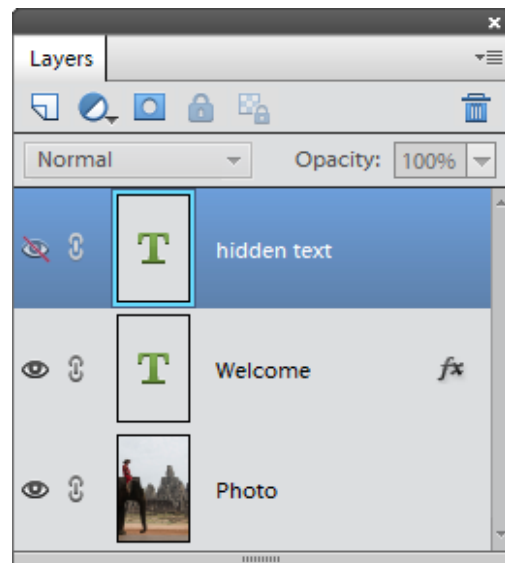 Layers
Normal Opacity: 100%
T hidden text
T Welcome fx
Photo